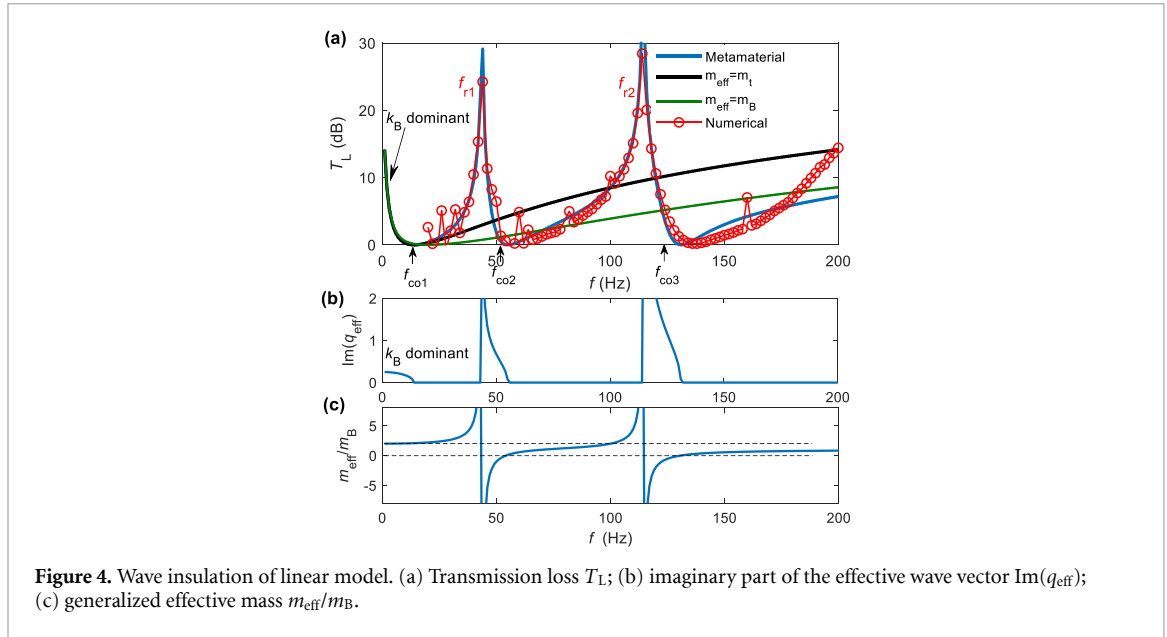 (a)
30
20
10
0
T_L (dB)
k_B dominant
f_r1
f_r2
Metamaterial
m_eff=m_t
m_eff=m_B
Numerical
0 50 100 150 200
f_co1 f_co2 f (Hz) f_co3
(b)
2
1
0
Im(q_eff)
k_B dominant
0 50 100 150 200
(c)
5
0
-5
m_eff/m_B
0 50 100 150 200
f (Hz)
Figure 4. Wave insulation of linear model. (a) Transmission loss T_L; (b) imaginary part of the effective wave vector Im(q_eff);
(c) generalized effective mass m_eff/m_B.